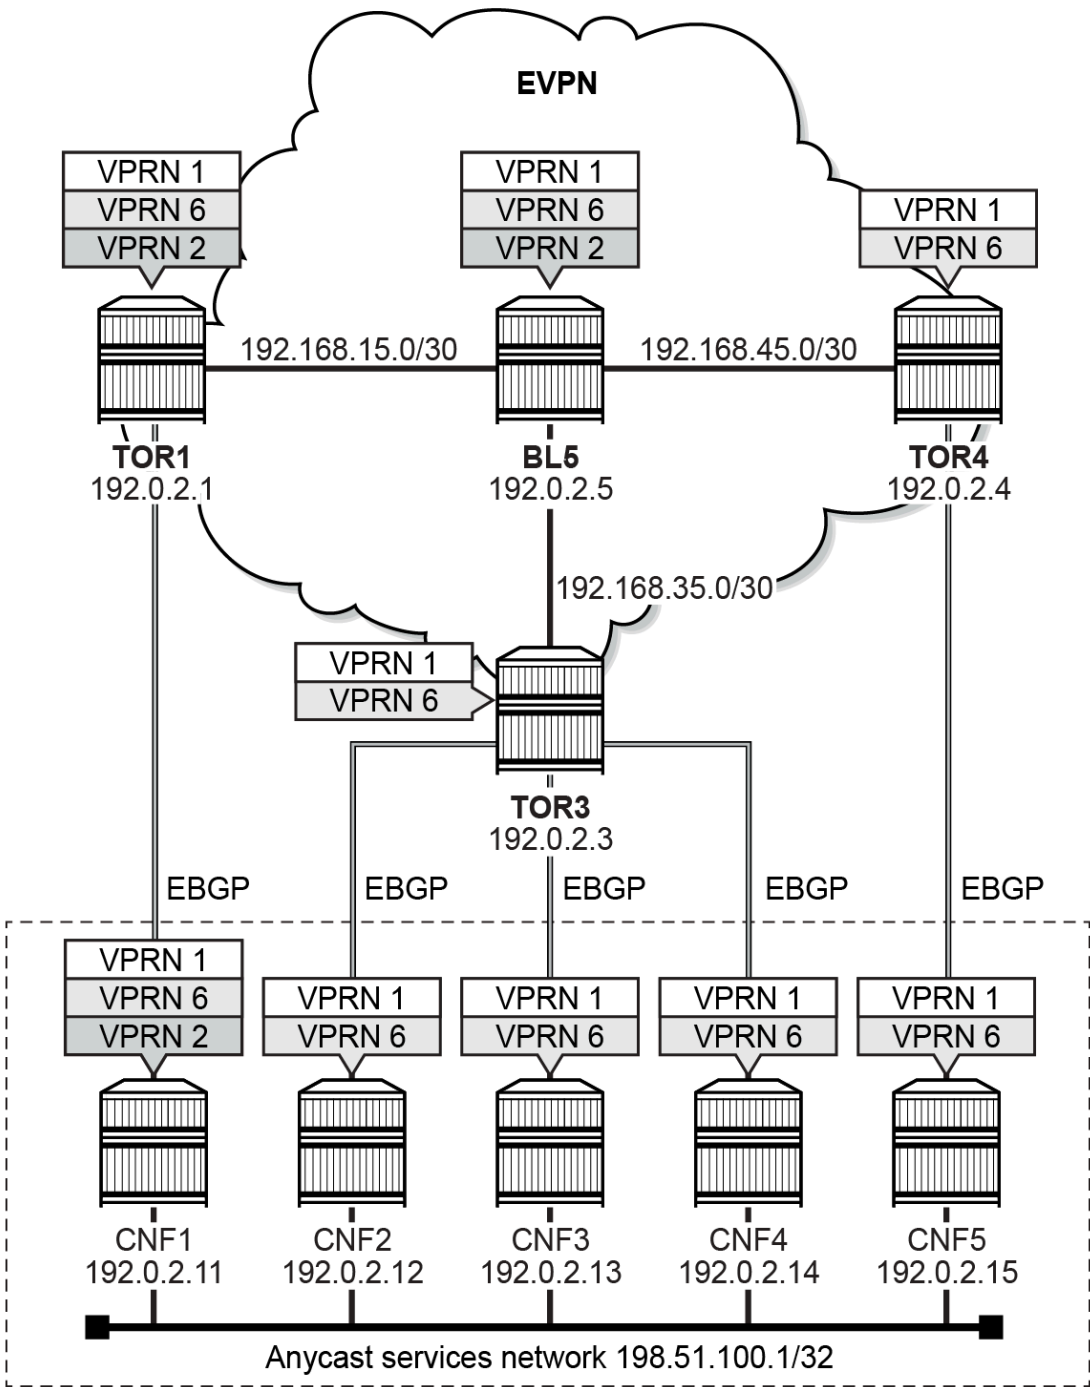 EVPN
VPRN 1
VPRN 6
VPRN 2
VPRN 1
VPRN 6
VPRN 2
VPRN 1
VPRN 6
192.168.15.0/30
192.168.45.0/30
TOR1
192.0.2.1
BL5
192.0.2.5
TOR4
192.0.2.4
192.168.35.0/30
VPRN 1
VPRN 6
TOR3
192.0.2.3
EBGP
EBGP
EBGP
EBGP
EBGP
VPRN 1
VPRN 6
VPRN 2
VPRN 1
VPRN 6
VPRN 1
VPRN 6
VPRN 1
VPRN 6
VPRN 1
VPRN 6
CNF1
192.0.2.11
CNF2
192.0.2.12
CNF3
192.0.2.13
CNF4
192.0.2.14
CNF5
192.0.2.15
Anycast services network 198.51.100.1/32